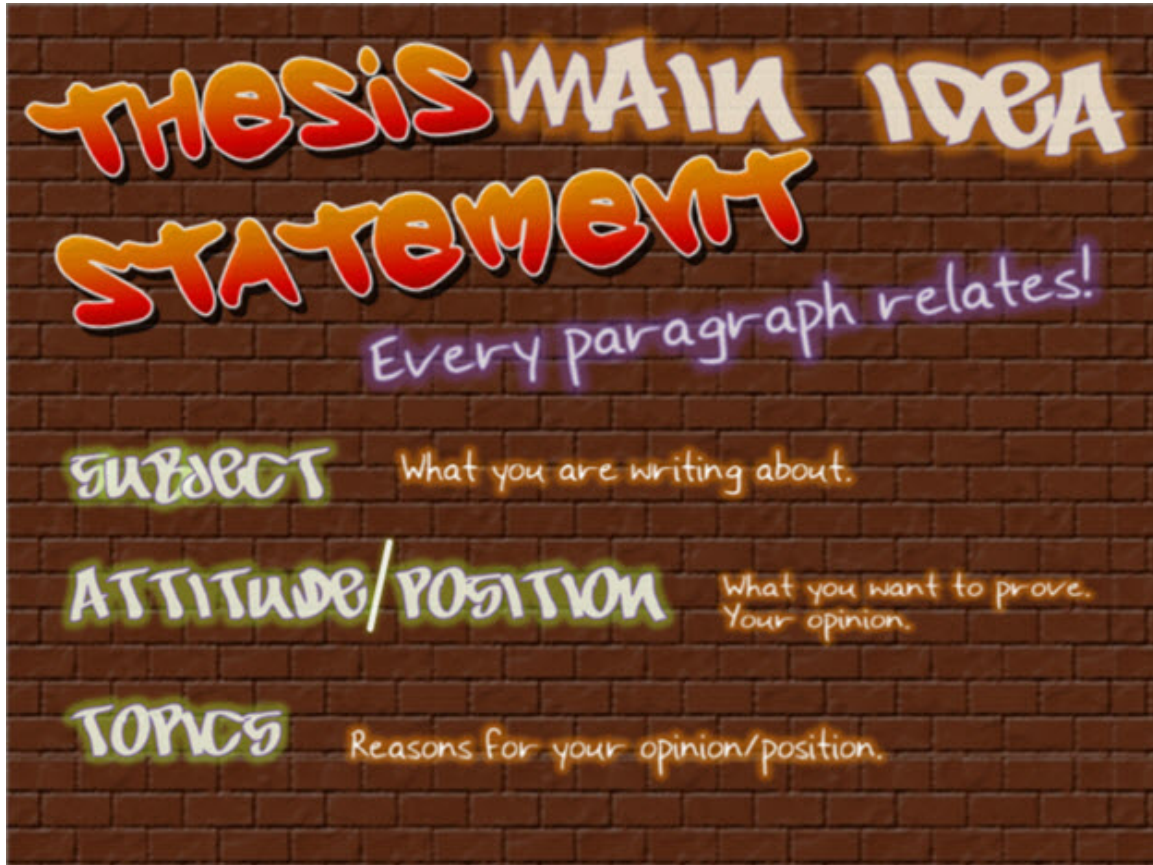 THESIS MAIN IDEA
STATEMENT
Every paragraph relates!
SUBJECT What you are writing about.
ATTITUDE/POSITION What you want to prove.
Your opinion.
TOPICS Reasons for your opinion/position.